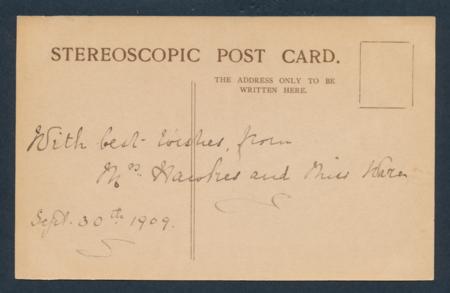 STEREOSCOPIC POST CARD.
THE ADDRESS ONLY TO BE
WRITTEN HERE.
With best wishes, from
Mrs. Hawkes and Miss
Sept. 30th 1909.